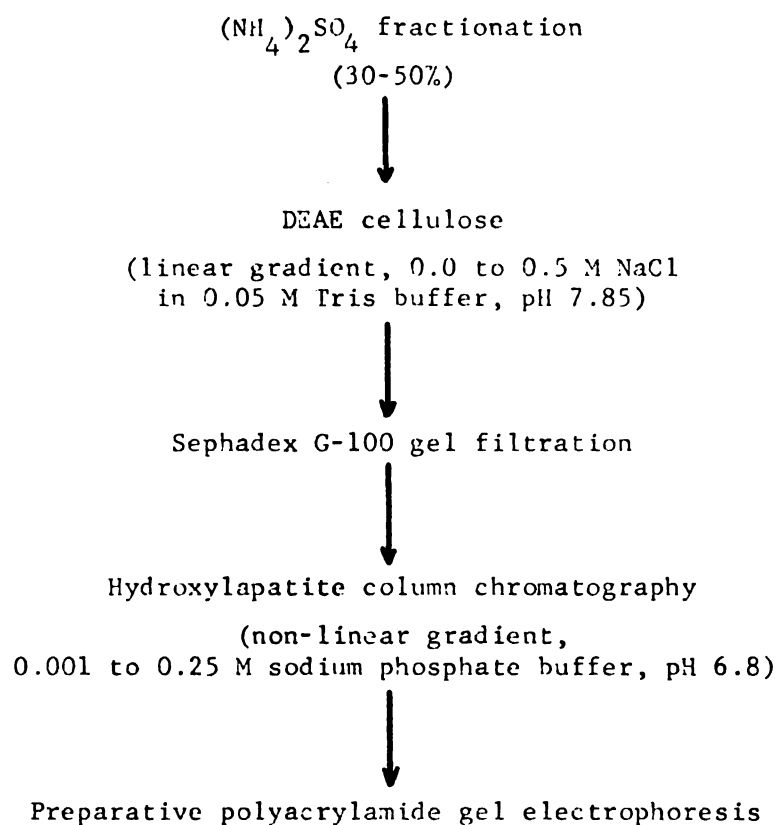 (NH4)2SO4 fractionation
(30-50%)
DEAE cellulose
(linear gradient, 0.0 to 0.5 M NaCl
in 0.05 M Tris buffer, pH 7.85)
Sephadex G-100 gel filtration
Hydroxylapatite column chromatography
(non-linear gradient,
0.001 to 0.25 M sodium phosphate buffer, pH 6.8)
Preparative polyacrylamide gel electrophoresis